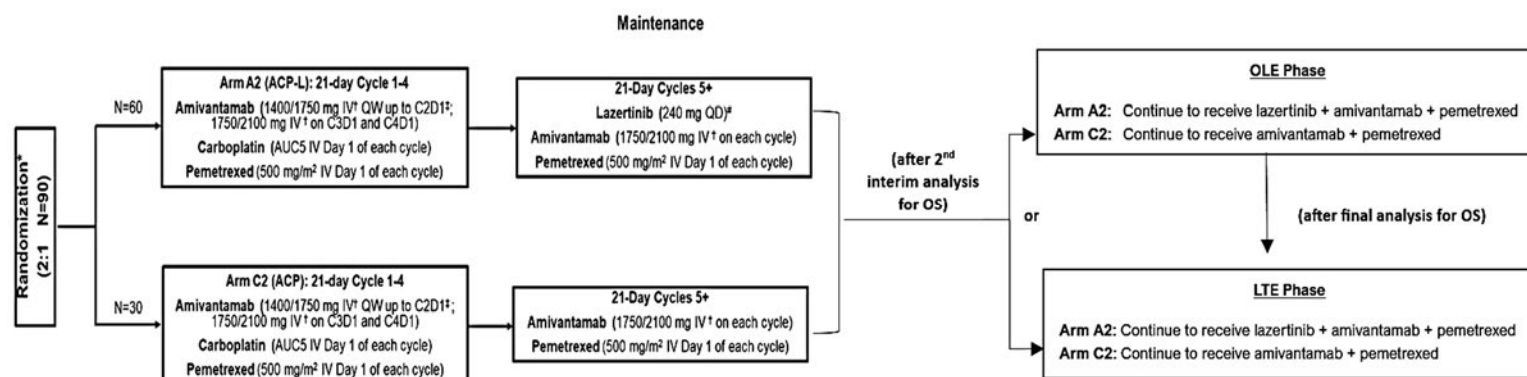 Maintenance
Randomization*
(2:1 N=90)
N=60
Arm A2 (ACP-L): 21-day Cycle 1-4
Amivantamab (1400/1750 mg IV† QW up to C2D1‡;
1750/2100 mg IV † on C3D1 and C4D1)
Carboplatin (AUC5 IV Day 1 of each cycle)
Pemetrexed (500 mg/m² IV Day 1 of each cycle)
21-Day Cycles 5+
Lazertinib (240 mg QD)#
Amivantamab (1750/2100 mg IV† on each cycle)
Pemetrexed (500 mg/m² IV Day 1 of each cycle)
N=30
Arm C2 (ACP): 21-day Cycle 1-4
Amivantamab (1400/1750 mg IV† QW up to C2D1‡;
1750/2100 mg IV † on C3D1 and C4D1)
Carboplatin (AUC5 IV Day 1 of each cycle)
Pemetrexed (500 mg/m² IV Day 1 of each cycle)
21-Day Cycles 5+
Amivantamab (1750/2100 mg IV † on each cycle)
Pemetrexed (500 mg/m² IV Day 1 of each cycle)
(after 2nd
interim analysis
for OS)
or
OLE Phase
Arm A2: Continue to receive lazertinib + amivantamab + pemetrexed
Arm C2: Continue to receive amivantamab + pemetrexed
(after final analysis for OS)
LTE Phase
Arm A2: Continue to receive lazertinib + amivantamab + pemetrexed
Arm C2: Continue to receive amivantamab + pemetrexed